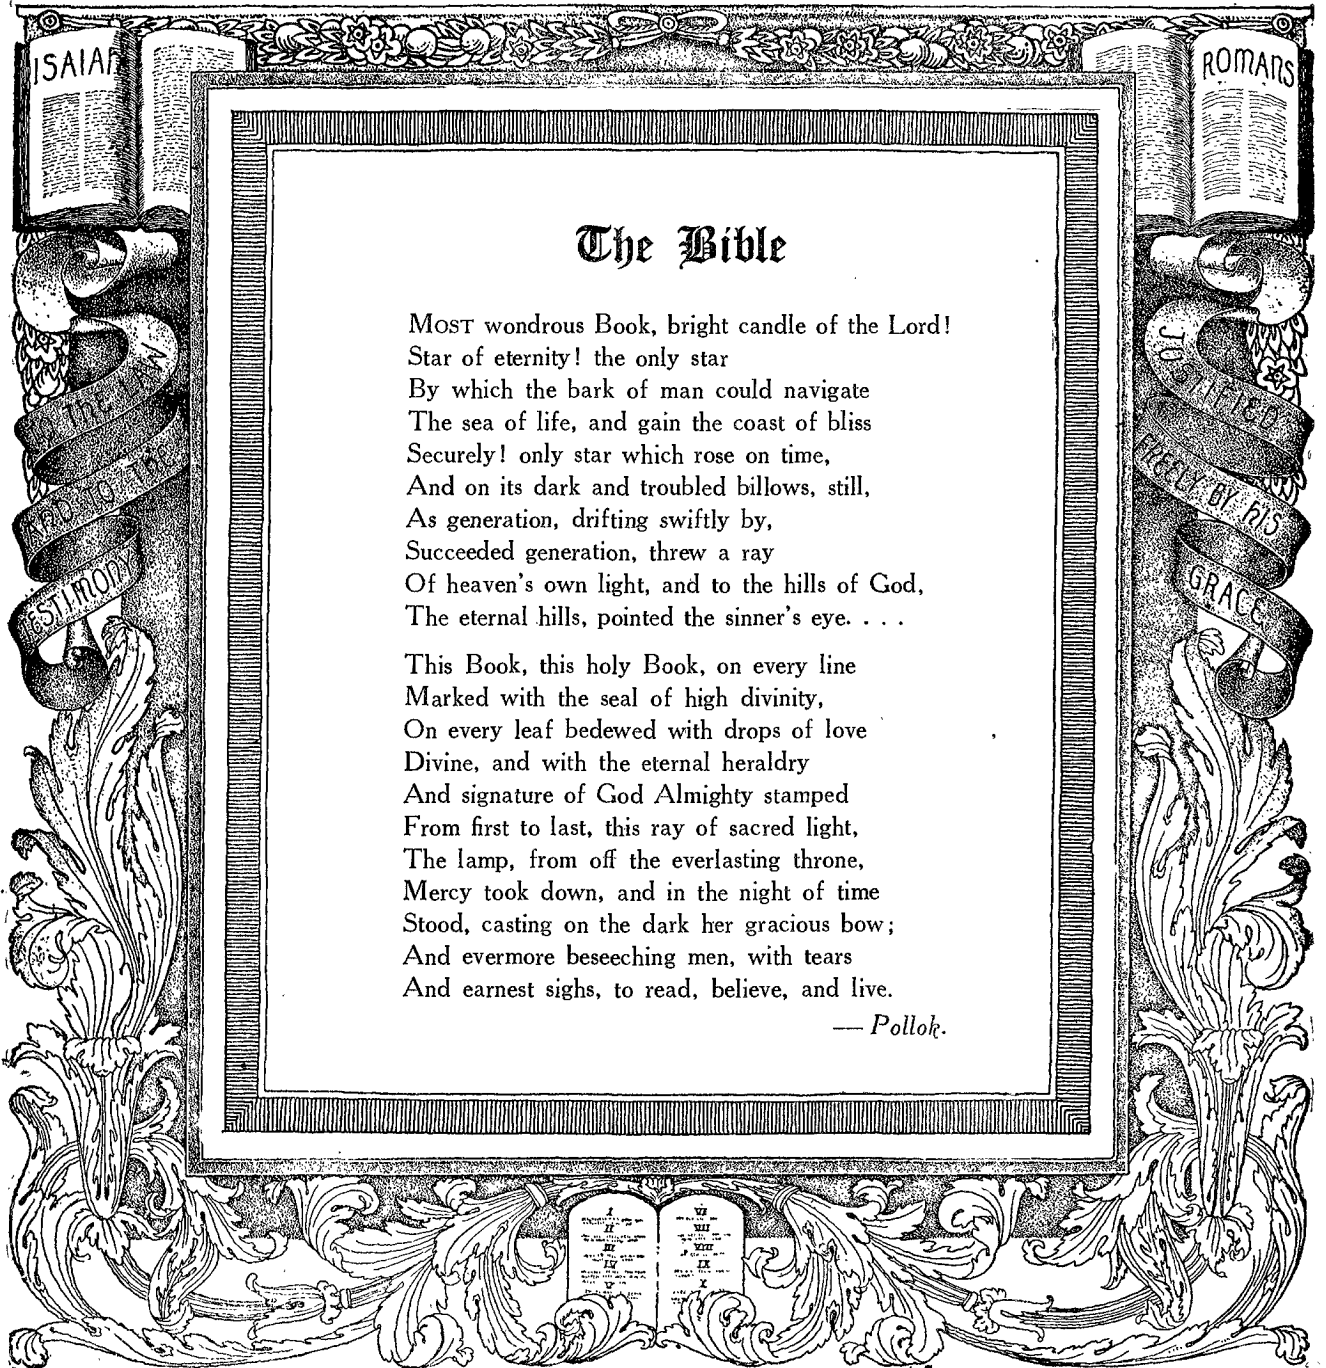 ISAIAH
ROMANS
TO THE LAW
AND TO THE
TESTIMONY
JUSTIFIED
FREELY BY HIS
GRACE
The Bible
MOST wondrous Book, bright candle of the Lord!
Star of eternity! the only star
By which the bark of man could navigate
The sea of life, and gain the coast of bliss
Securely! only star which rose on time,
And on its dark and troubled billows, still,
As generation, drifting swiftly by,
Succeeded generation, threw a ray
Of heaven's own light, and to the hills of God,
The eternal hills, pointed the sinner's eye. . . .
This Book, this holy Book, on every line
Marked with the seal of high divinity,
On every leaf bedewed with drops of love
Divine, and with the eternal heraldry
And signature of God Almighty stamped
From first to last, this ray of sacred light,
The lamp, from off the everlasting throne,
Mercy took down, and in the night of time
Stood, casting on the dark her gracious bow;
And evermore beseeching men, with tears
And earnest sighs, to read, believe, and live.
— Pollok.
I
II
III
IV
V
VI
VII
VIII
IX
X